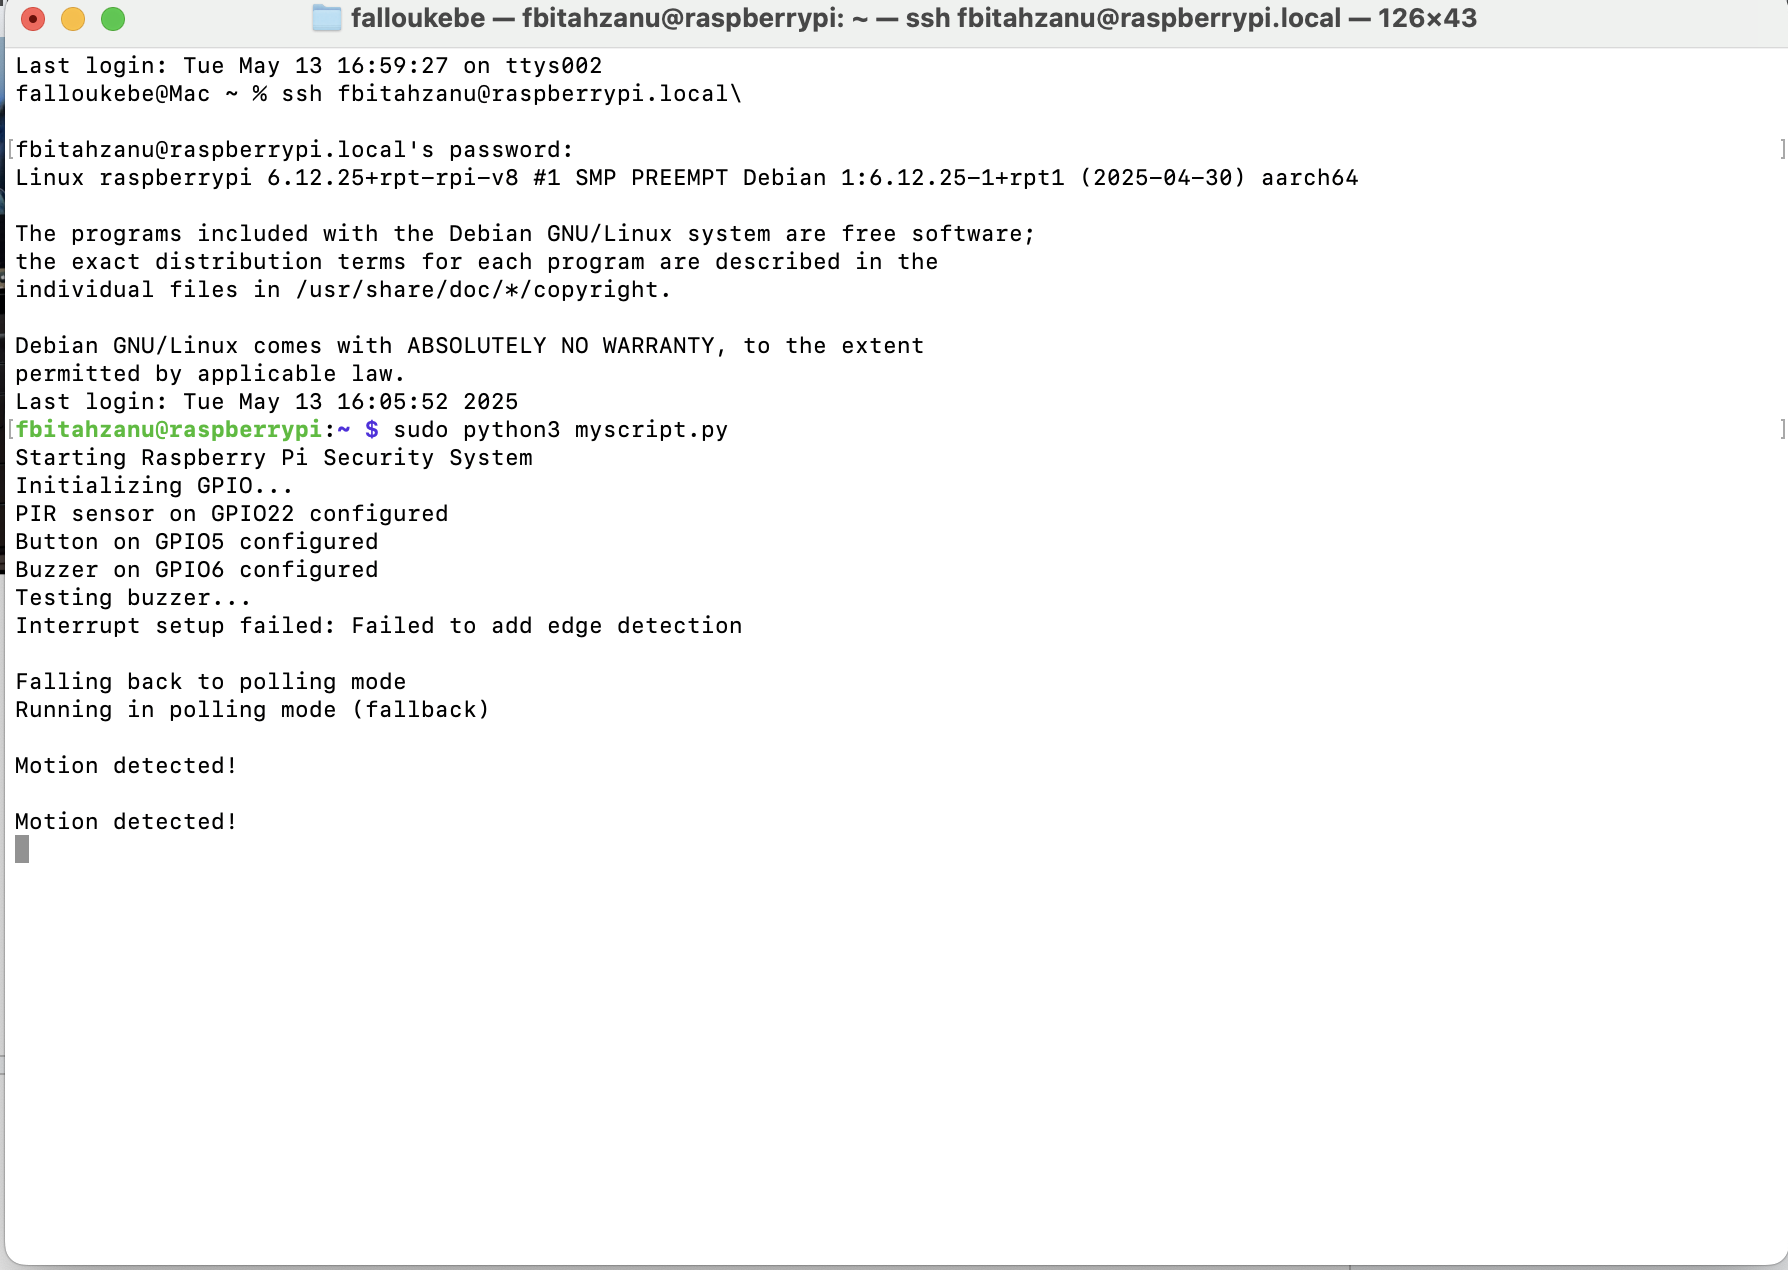 falloukebe — fbitahzanu@raspberrypi: ~ — ssh fbitahzanu@raspberrypi.local — 126×43
Last login: Tue May 13 16:59:27 on ttys002
falloukebe@Mac ~ % ssh fbitahzanu@raspberrypi.local\
[fbitahzanu@raspberrypi.local's password: ]
Linux raspberrypi 6.12.25+rpt-rpi-v8 #1 SMP PREEMPT Debian 1:6.12.25-1+rpt1 (2025-04-30) aarch64
The programs included with the Debian GNU/Linux system are free software;
the exact distribution terms for each program are described in the
individual files in /usr/share/doc/*/copyright.
Debian GNU/Linux comes with ABSOLUTELY NO WARRANTY, to the extent
permitted by applicable law.
Last login: Tue May 13 16:05:52 2025
[fbitahzanu@raspberrypi:~ $ sudo python3 myscript.py ]
Starting Raspberry Pi Security System
Initializing GPIO...
PIR sensor on GPIO22 configured
Button on GPIO5 configured
Buzzer on GPIO6 configured
Testing buzzer...
Interrupt setup failed: Failed to add edge detection
Falling back to polling mode
Running in polling mode (fallback)
Motion detected!
Motion detected!